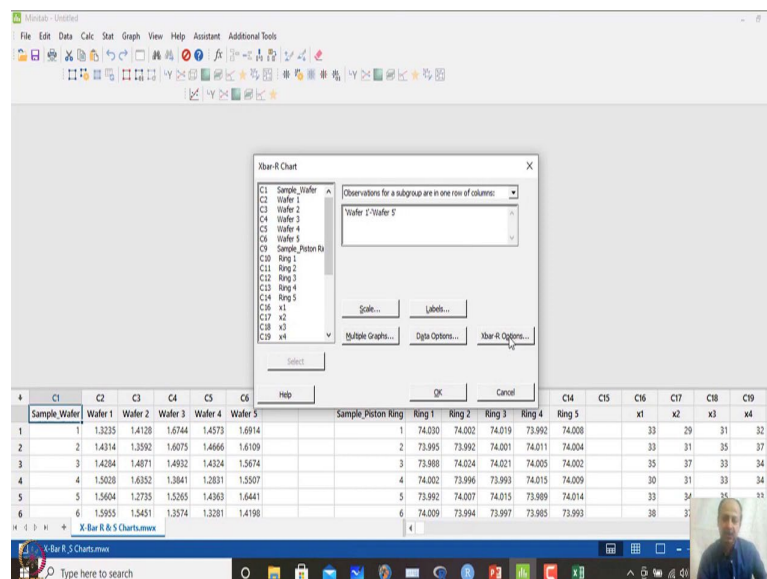 Minitab - Untitled
File Edit Data Calc Stat Graph View Help Assistant Additional Tools
Xbar-R Chart
C1 Sample_Wafer
C2 Wafer 1
C3 Wafer 2
C4 Wafer 3
C5 Wafer 4
C6 Wafer 5
C9 Sample_Piston Ri
C10 Ring 1
C11 Ring 2
C12 Ring 3
C13 Ring 4
C14 Ring 5
C16 x1
C17 x2
C18 x3
C19 x4
Observations for a subgroup are in one row of columns:
'Wafer 1'-'Wafer 5'
Scale... Labels...
Multiple Graphs... Data Options... Xbar-R Options...
Select
Help OK Cancel
C1 C2 C3 C4 C5 C6 C14 C15 C16 C17 C18 C19
Sample_Wafer Wafer 1 Wafer 2 Wafer 3 Wafer 4 Wafer 5 Sample_Piston Ring Ring 1 Ring 2 Ring 3 Ring 4 Ring 5 x1 x2 x3 x4
1 1 1.3235 1.4128 1.6744 1.4573 1.6914 1 74.030 74.002 74.019 73.992 74.008 33 29 31 32
2 2 1.4314 1.3592 1.6075 1.4666 1.6109 2 73.995 73.992 74.001 74.011 74.004 33 31 35 37
3 3 1.4284 1.4871 1.4932 1.4324 1.5674 3 73.988 74.024 74.021 74.005 74.002 35 37 33 34
4 4 1.5028 1.6352 1.3841 1.2831 1.5507 4 74.002 73.996 73.993 74.015 74.009 30 31 33 34
5 5 1.5604 1.2735 1.5265 1.4363 1.6441 5 73.992 74.007 74.015 73.989 74.014 33 34 35 33
6 6 1.5955 1.5451 1.3574 1.3281 1.4198 6 74.009 73.994 73.997 73.985 73.993 38
X-Bar R & S Charts.mwx
X-Bar R_S Charts.mwx
Type here to search